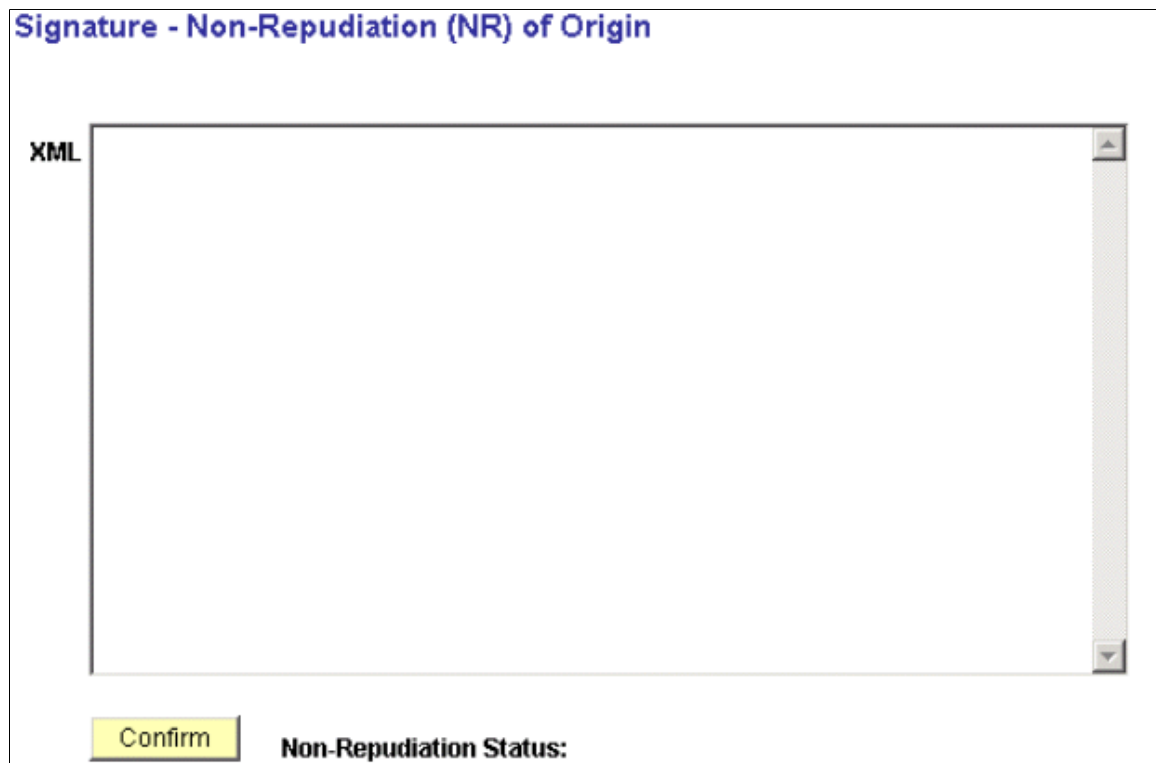 Signature - Non-Repudiation (NR) of Origin
XML
Confirm
Non-Repudiation Status: